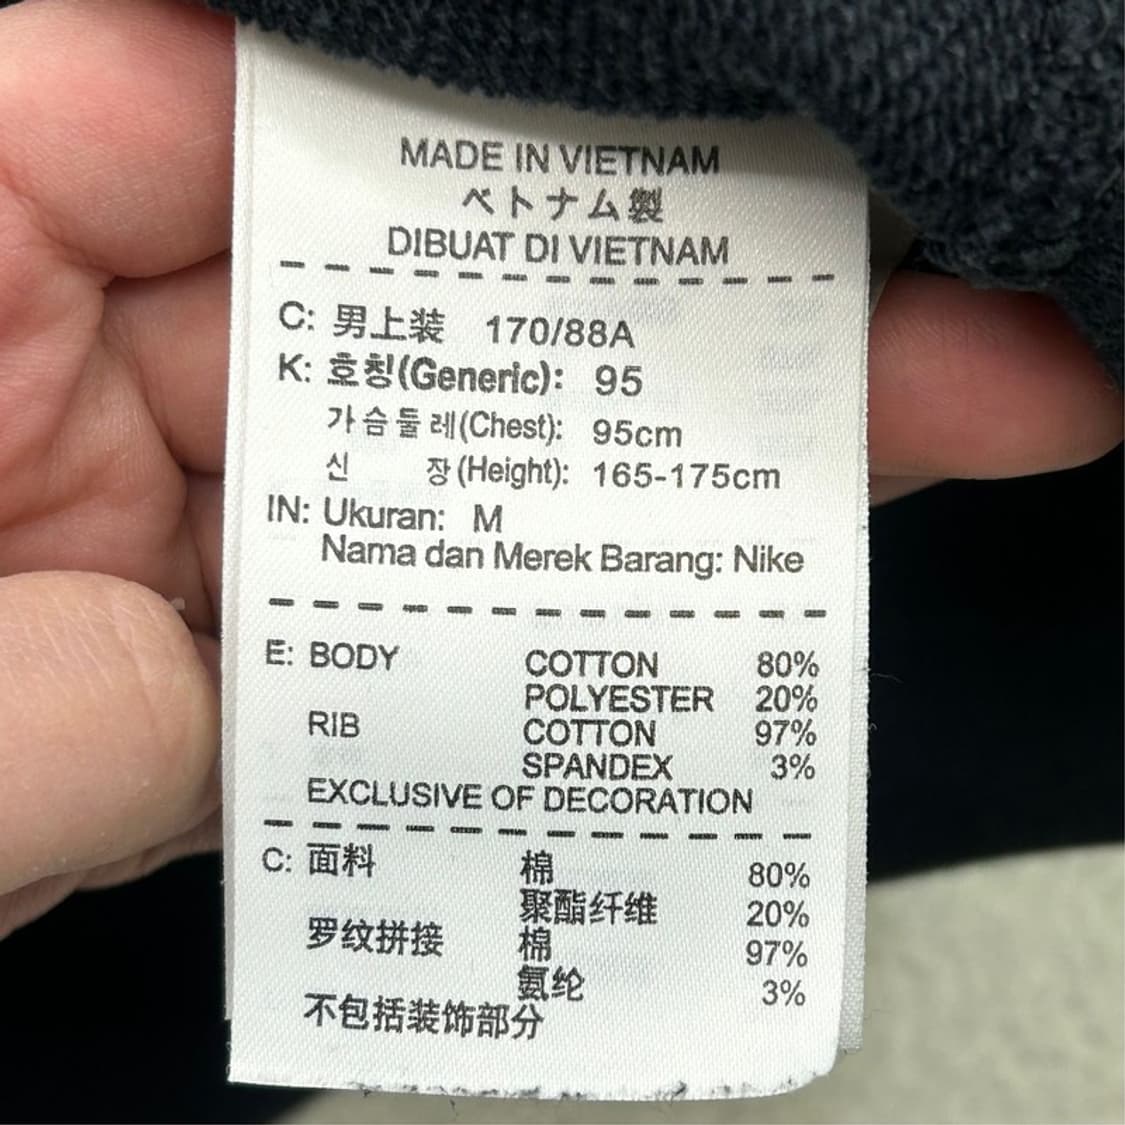 MADE IN VIETNAM
ベトナム製
DIBUAT DI VIETNAM
C: 男上装 170/88A
K: 호칭(Generic): 95
가슴둘레(Chest): 95cm
신 장(Height): 165-175cm
IN: Ukuran: M
Nama dan Merek Barang: Nike
E: BODY COTTON 80%
POLYESTER 20%
RIB COTTON 97%
SPANDEX 3%
EXCLUSIVE OF DECORATION
C: 面料 棉 80%
聚酯纤维 20%
罗纹拼接 棉 97%
氨纶 3%
不包括装饰部分